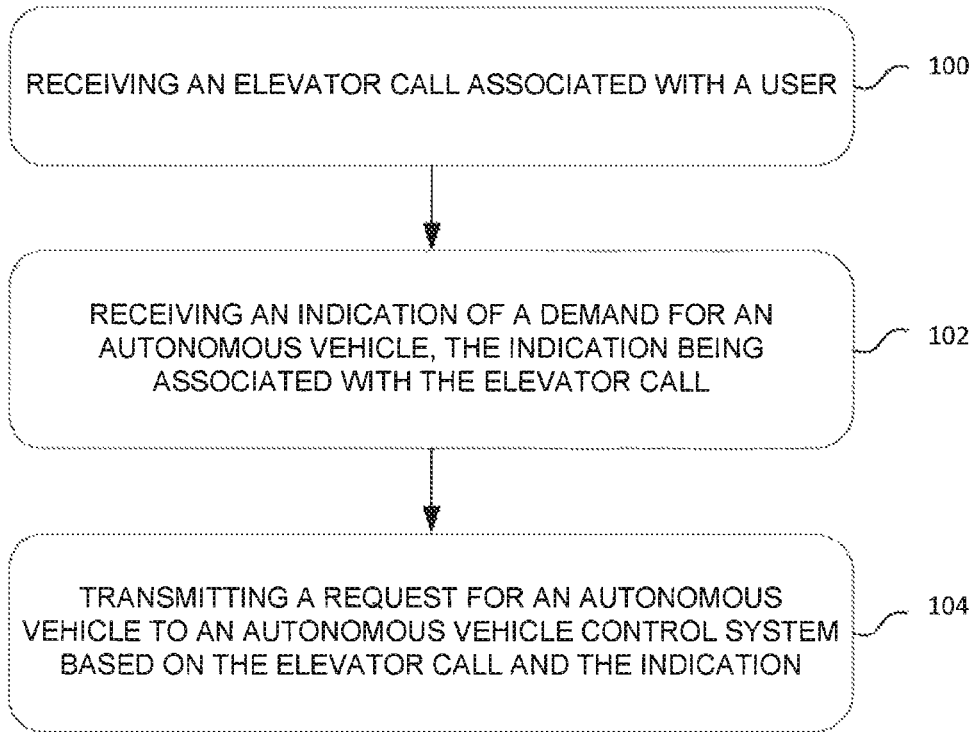 RECEIVING AN ELEVATOR CALL ASSOCIATED WITH A USER
100
RECEIVING AN INDICATION OF A DEMAND FOR AN
AUTONOMOUS VEHICLE, THE INDICATION BEING
ASSOCIATED WITH THE ELEVATOR CALL
102
TRANSMITTING A REQUEST FOR AN AUTONOMOUS
VEHICLE TO AN AUTONOMOUS VEHICLE CONTROL SYSTEM
BASED ON THE ELEVATOR CALL AND THE INDICATION
104